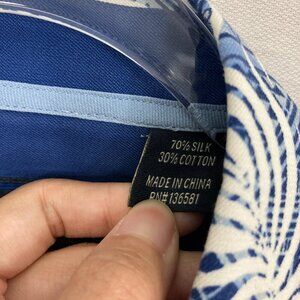 70% SILK
30% COTTON
MADE IN CHINA
RN#136581